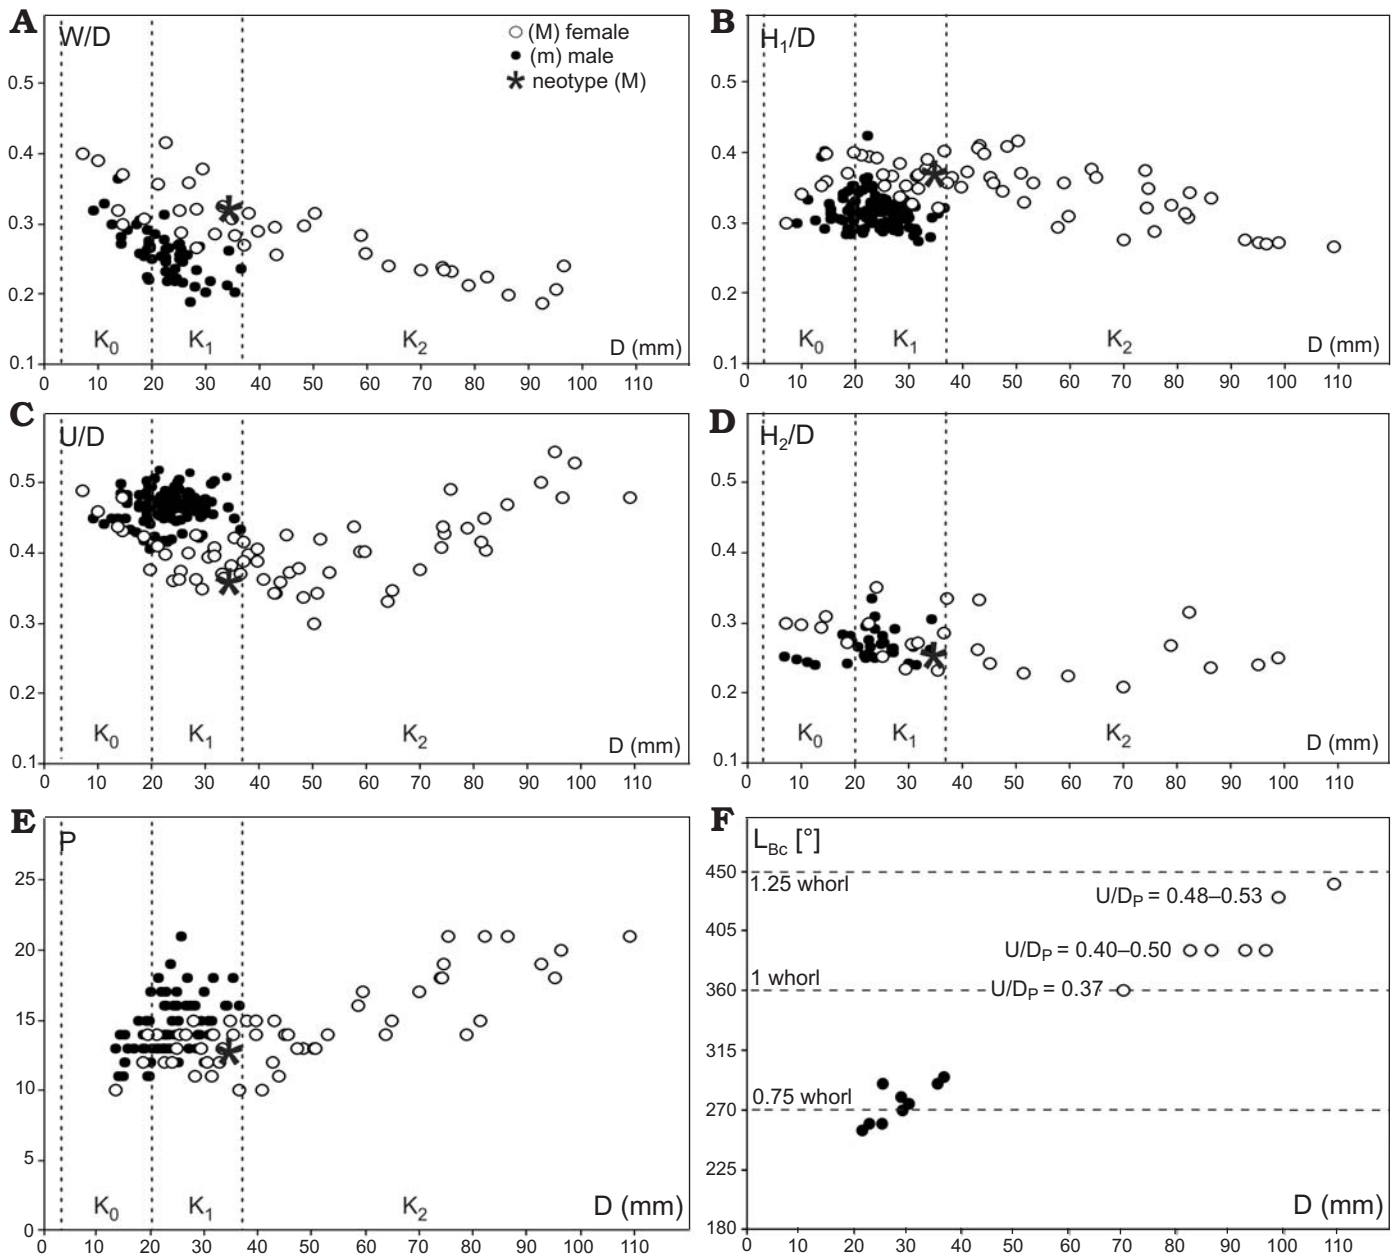 A
W/D
(M) female
(m) male
neotype (M)
0.5
0.4
0.3
0.2
0.1
K0 K1 K2 D (mm)
0 10 20 30 40 50 60 70 80 90 100 110
B
H1/D
0.5
0.4
0.3
0.2
0.1
K0 K1 K2 D (mm)
0 10 20 30 40 50 60 70 80 90 100 110
C
U/D
0.5
0.4
0.3
0.2
0.1
K0 K1 K2 D (mm)
0 10 20 30 40 50 60 70 80 90 100 110
D
H2/D
0.5
0.4
0.3
0.2
0.1
K0 K1 K2 D (mm)
0 10 20 30 40 50 60 70 80 90 100 110
E
P
25
20
15
10
5
0
K0 K1 K2 D (mm)
0 10 20 30 40 50 60 70 80 90 100 110
F
LBc [°]
450
1.25 whorl
U/DP = 0.48–0.53
405
U/DP = 0.40–0.50
1 whorl
360
U/DP = 0.37
315
0.75 whorl
270
225
180
D (mm)
0 10 20 30 40 50 60 70 80 90 100 110